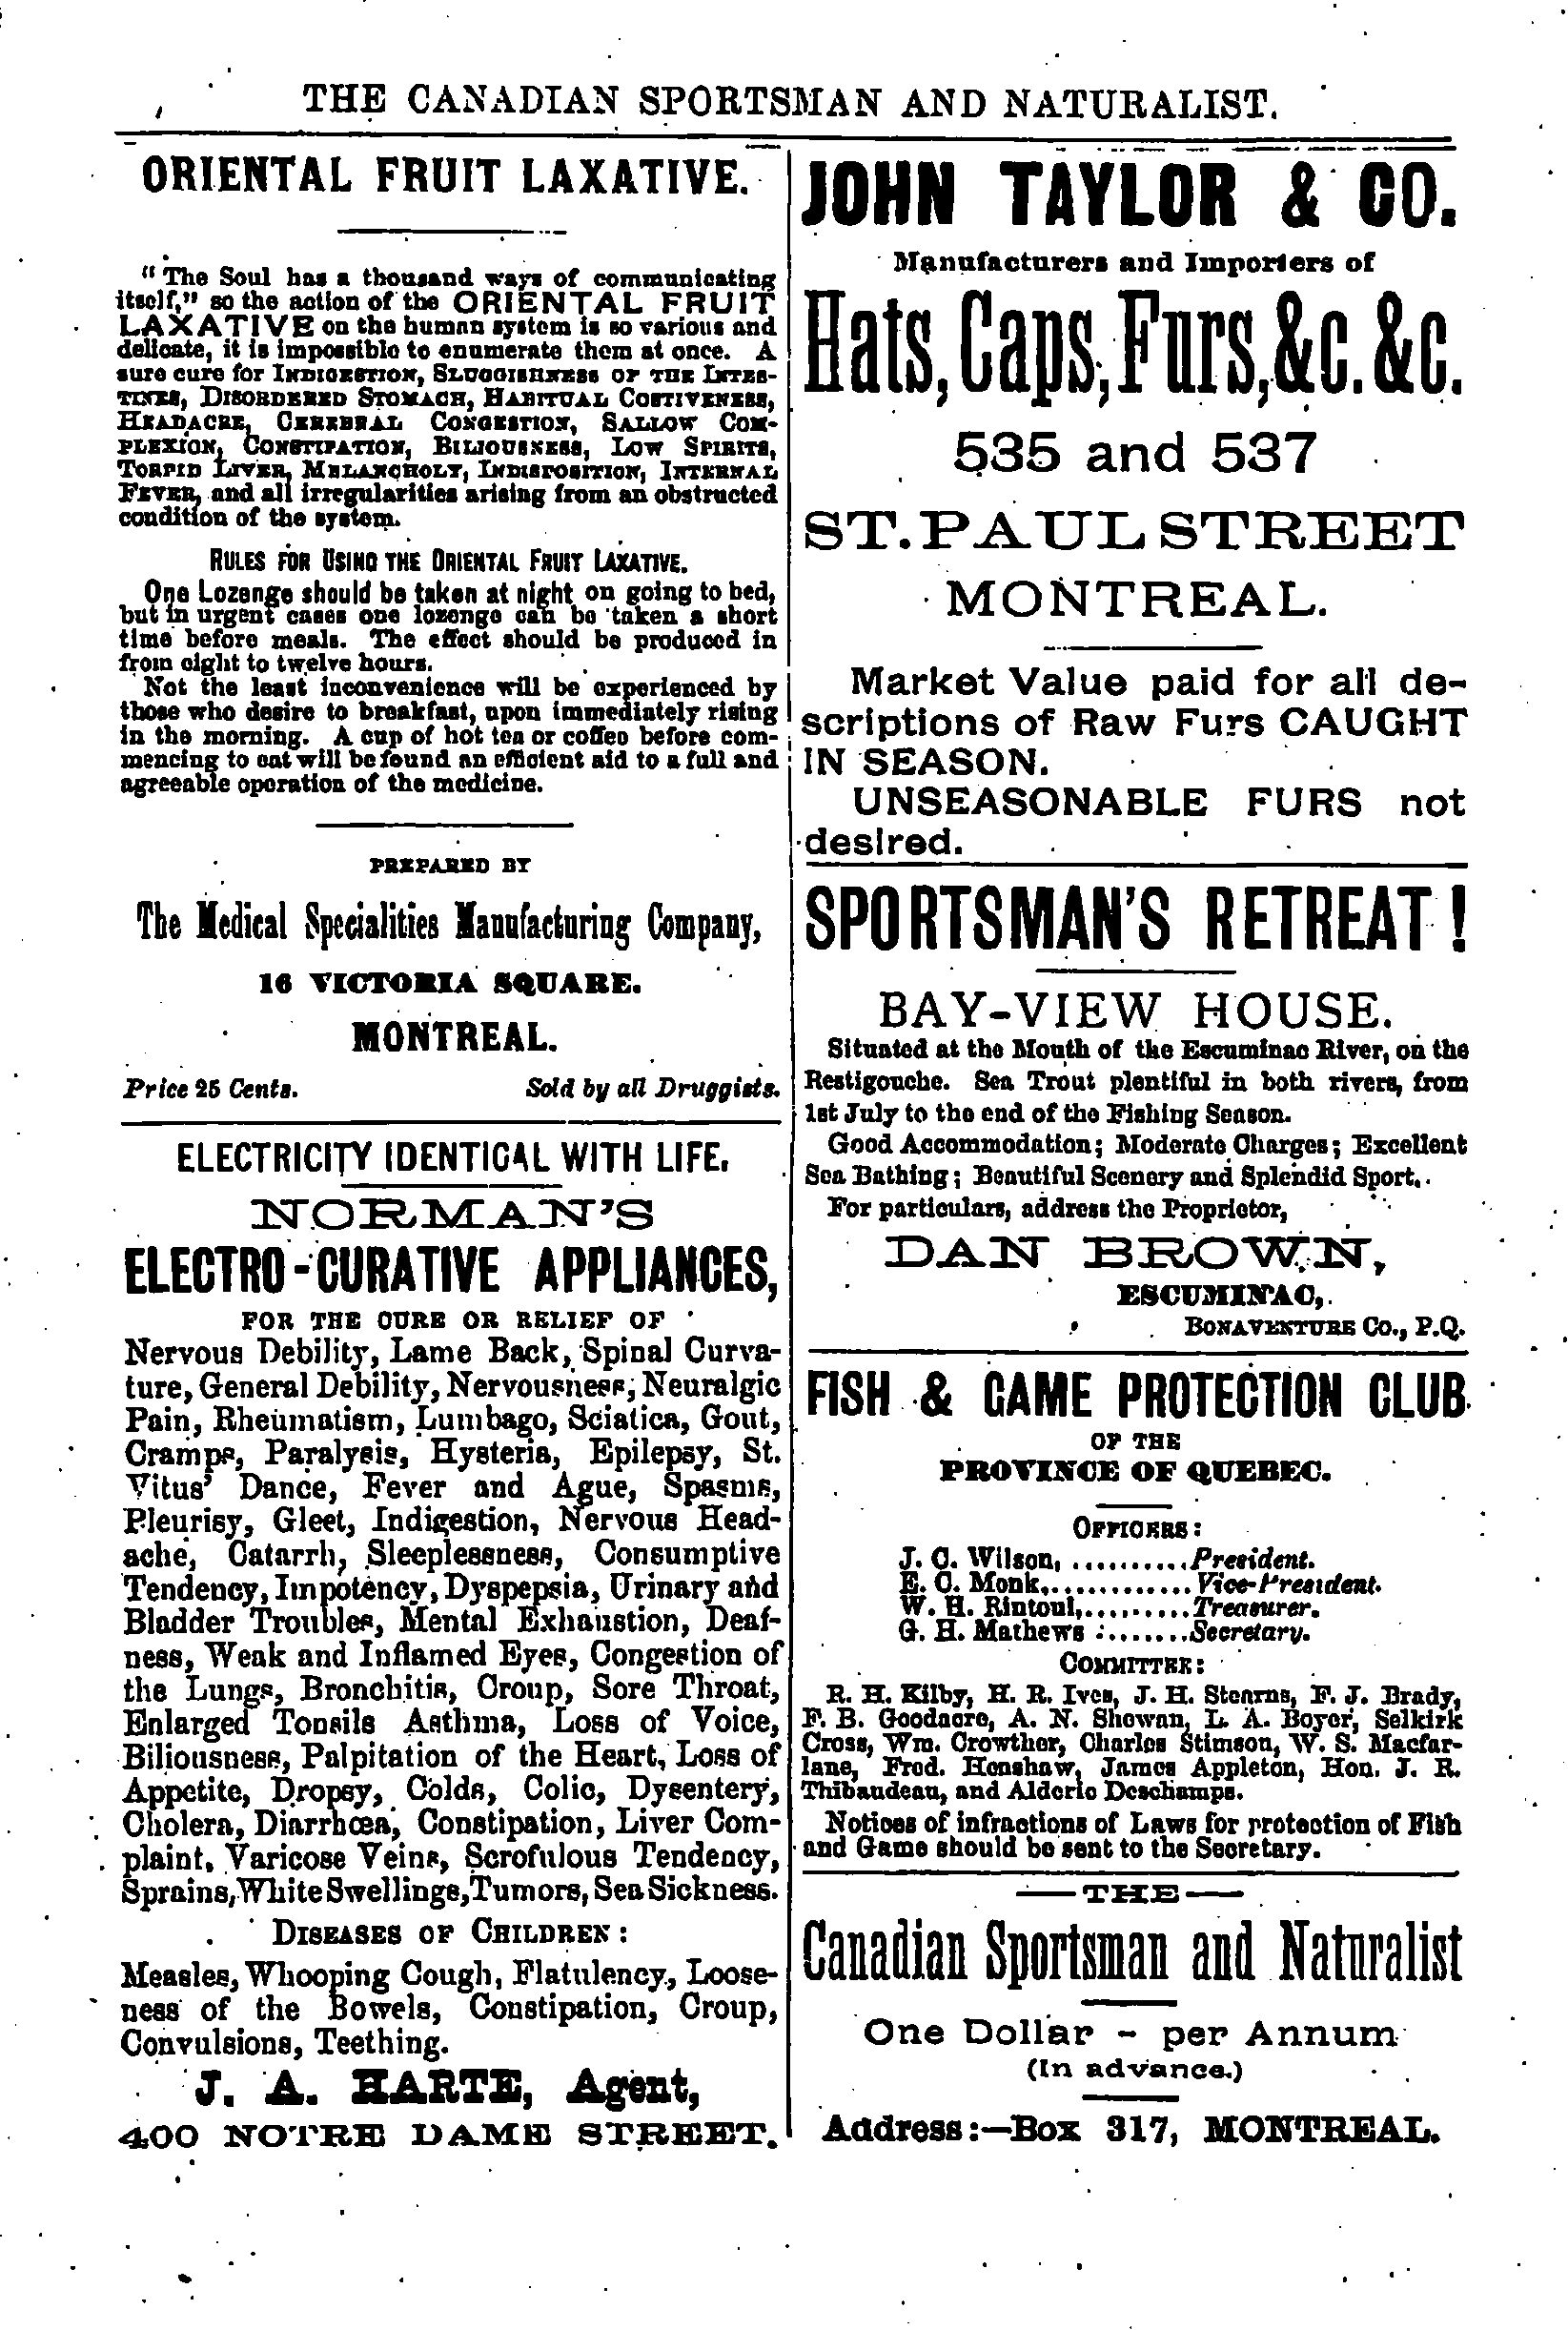 THE CANADIAN SPORTSMAN AND NATURALIST.
ORIENTAL FRUIT LAXATIVE.
"The Soul has a thousand ways of communicating
itself," so the action of the ORIENTAL FRUIT
LAXATIVE on the human system is so various and
delicate, it is impossible to enumerate them at once. A
sure cure for INDIGESTION, SLUGGISHNESS OF THE INTES-
TINES, DISORDERED STOMACH, HABITUAL COSTIVENESS,
HEADACHE, CEREBRAL CONGESTION, SALLOW COM-
PLEXION, CONSTIPATION, BILIOUSNESS, LOW SPIRITS,
TORPID LIVER, MELANCHOLY, INDISPOSITION, INTERNAL
FEVER, and all irregularities arising from an obstructed
condition of the system.
RULES FOR USING THE ORIENTAL FRUIT LAXATIVE.
One Lozenge should be taken at night on going to bed,
but in urgent cases one lozenge can be taken a short
time before meals. The effect should be produced in
from eight to twelve hours.
Not the least inconvenience will be experienced by
those who desire to breakfast, upon immediately rising
in the morning. A cup of hot tea or coffee before com-
mencing to eat will be found an efficient aid to a full and
agreeable operation of the medicine.
PREPARED BY
The Medical Specialities Manufacturing Company,
16 VICTORIA SQUARE.
MONTREAL.
Price 25 Cents. Sold by all Druggists.
ELECTRICITY IDENTICAL WITH LIFE.
NORMAN'S
ELECTRO-CURATIVE APPLIANCES,
FOR THE CURE OR RELIEF OF
Nervous Debility, Lame Back, Spinal Curva-
ture, General Debility, Nervousness, Neuralgic
Pain, Rheumatism, Lumbago, Sciatica, Gout,
Cramps, Paralysis, Hysteria, Epilepsy, St.
Vitus' Dance, Fever and Ague, Spasms,
Pleurisy, Gleet, Indigestion, Nervous Head-
ache, Catarrh, Sleeplessness, Consumptive
Tendency, Impotency, Dyspepsia, Urinary and
Bladder Troubles, Mental Exhaustion, Deaf-
ness, Weak and Inflamed Eyes, Congestion of
the Lungs, Bronchitis, Croup, Sore Throat,
Enlarged Tonsils Asthma, Loss of Voice,
Biliousness, Palpitation of the Heart, Loss of
Appetite, Dropsy, Colds, Colic, Dysentery,
Cholera, Diarrhœa, Constipation, Liver Com-
plaint, Varicose Veins, Scrofulous Tendency,
Sprains, White Swellings, Tumors, Sea Sickness.
DISEASES OF CHILDREN:
Measles, Whooping Cough, Flatulency, Loose-
ness of the Bowels, Constipation, Croup,
Convulsions, Teething.
J. A. HARTE, Agent,
400 NOTRE DAME STREET.
JOHN TAYLOR & CO.
Manufacturers and Importers of
Hats, Caps, Furs, &c. &c.
535 and 537
ST. PAUL STREET
MONTREAL.
Market Value paid for all de-
scriptions of Raw Furs CAUGHT
IN SEASON.
UNSEASONABLE FURS not
desired.
SPORTSMAN'S RETREAT!
BAY-VIEW HOUSE.
Situated at the Mouth of the Escuminac River, on the
Restigouche. Sea Trout plentiful in both rivers, from
1st July to the end of the Fishing Season.
Good Accommodation; Moderate Charges; Excellent
Sea Bathing; Beautiful Scenery and Splendid Sport.
For particulars, address the Proprietor,
DAN BROWN,
ESCUMINAC,
BONAVENTURE CO., P.Q.
FISH & GAME PROTECTION CLUB
OF THE
PROVINCE OF QUEBEC.
OFFICERS:
J. C. Wilson, ..........President.
E. C. Monk,............Vice-President.
W. H. Rintoul,.........Treasurer.
G. H. Mathews :.......Secretary.
COMMITTEE:
R. H. Kilby, H. R. Ives, J. H. Stearns, F. J. Brady,
F. B. Goodacre, A. N. Shewan, L. A. Boyer, Selkirk
Cross, Wm. Crowther, Charles Stimson, W. S. Macfar-
lane, Fred. Henshaw, James Appleton, Hon. J. R.
Thibaudeau, and Alderic Deschamps.
Notices of infractions of Laws for protection of Fish
and Game should be sent to the Secretary.
—THE—
Canadian Sportsman and Naturalist
One Dollar - per Annum
(In advance.)
Address:—Box 317, MONTREAL.